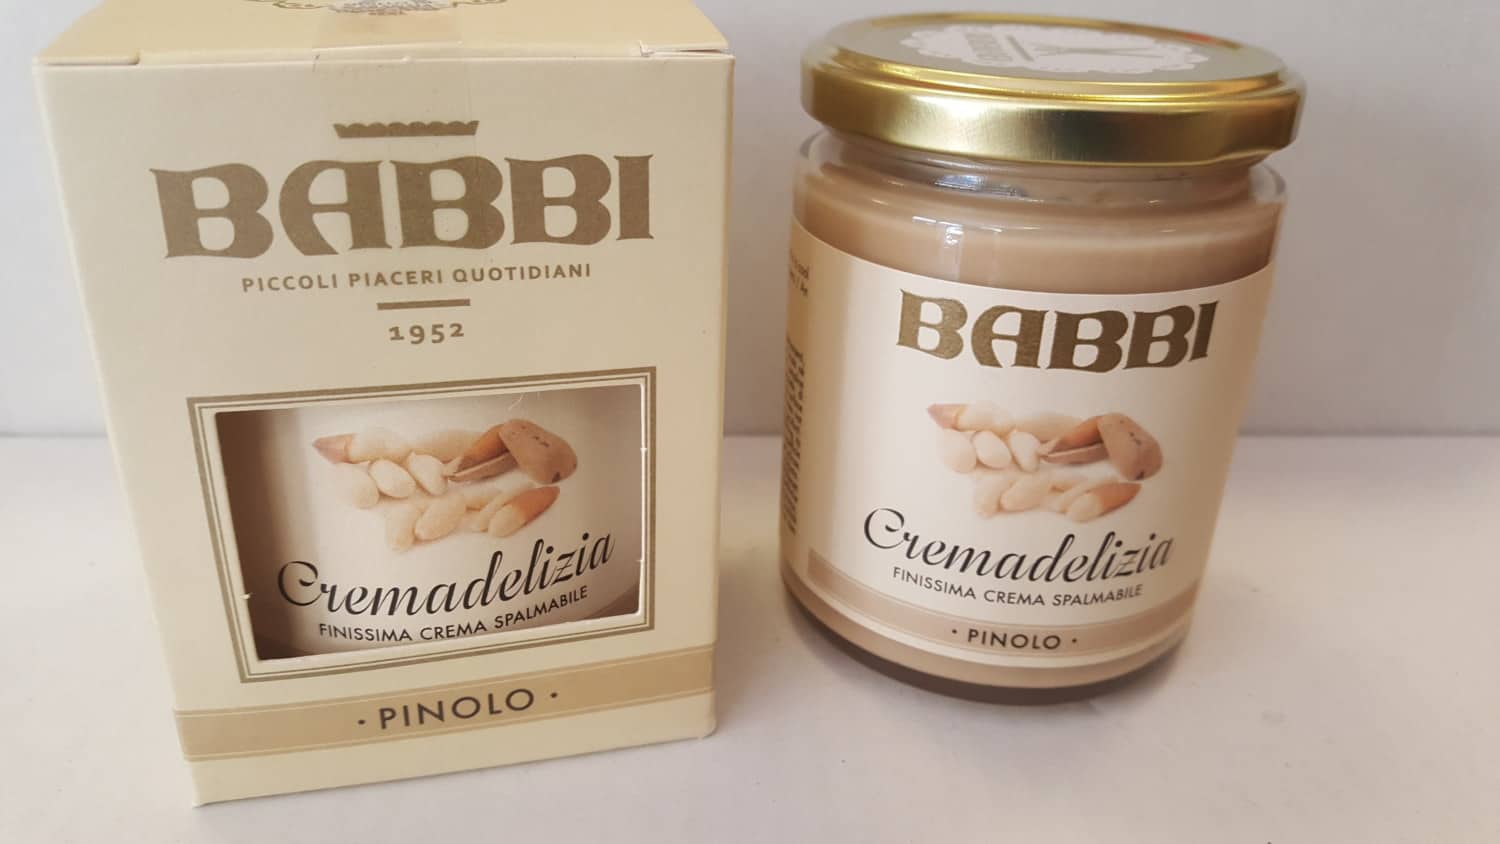 BABBI
PICCOLI PIACERI QUOTIDIANI
1952
Cremadelizia
FINISSIMA CREMA SPALMABILE
· PINOLO ·
BABBI
Cremadelizia
FINISSIMA CREMA SPALMABILE
· PINOLO ·